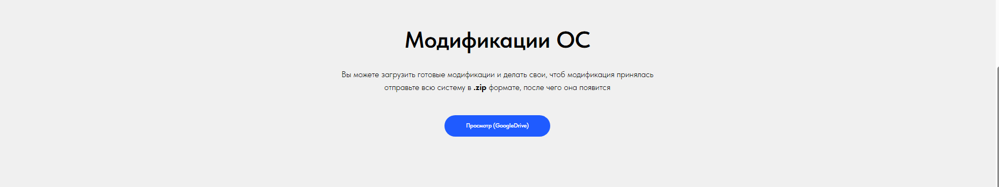 Модификации ОС
Вы можете загрузить готовые модификации и делать свои, чтоб модификация принялась
отправьте всю систему в .zip формате, после чего она появится
Просмотр (GoogleDrive)